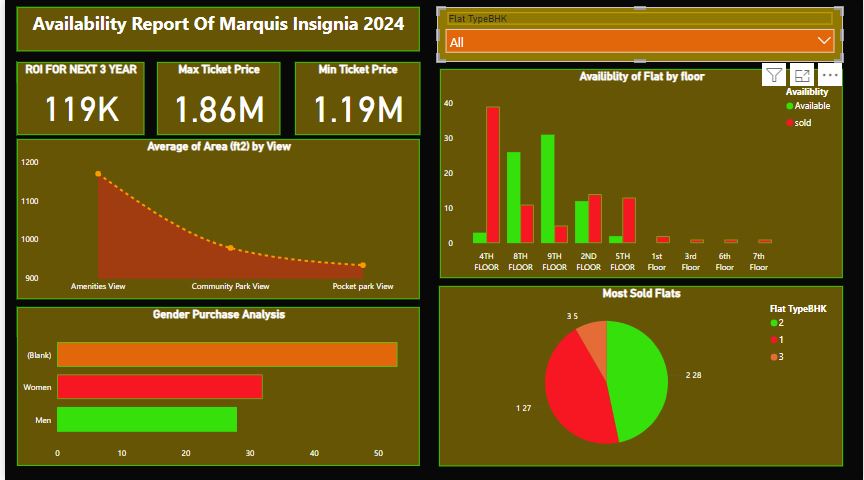 Availability Report Of Marquis Insignia 2024
Flat TypeBHK
All
ROI FOR NEXT 3 YEAR
119K
Max Ticket Price
1.86M
Min Ticket Price
1.19M
Average of Area (ft2) by View
1200
1100
1000
900
Amenities View
Community Park View
Pocket park View
Availiblity of Flat by floor
Availiblity
Available
sold
40
30
20
10
0
4TH
FLOOR
8TH
FLOOR
9TH
FLOOR
2ND
FLOOR
5TH
FLOOR
1st
Floor
3rd
Floor
6th
Floor
7th
Floor
Gender Purchase Analysis
(Blank)
Women
Men
0
10
20
30
40
50
Most Sold Flats
Flat TypeBHK
2
1
3
3 5
2 28
1 27